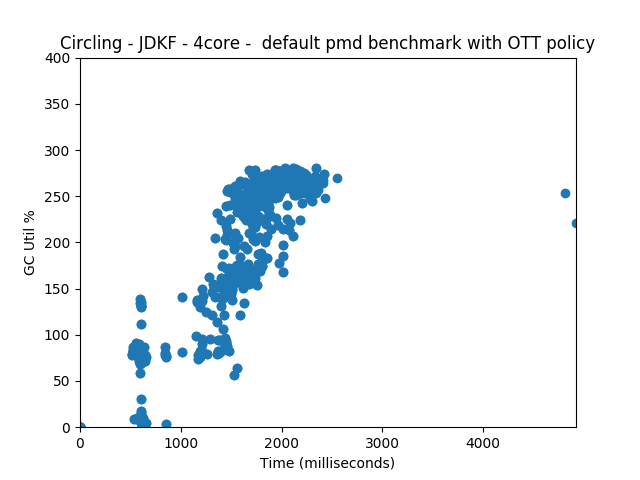 Circling - JDKF - 4core -  default pmd benchmark with OTT policy
400
350
300
250
200
150
100
50
0
GC Util %
0 1000 2000 3000 4000
Time (milliseconds)